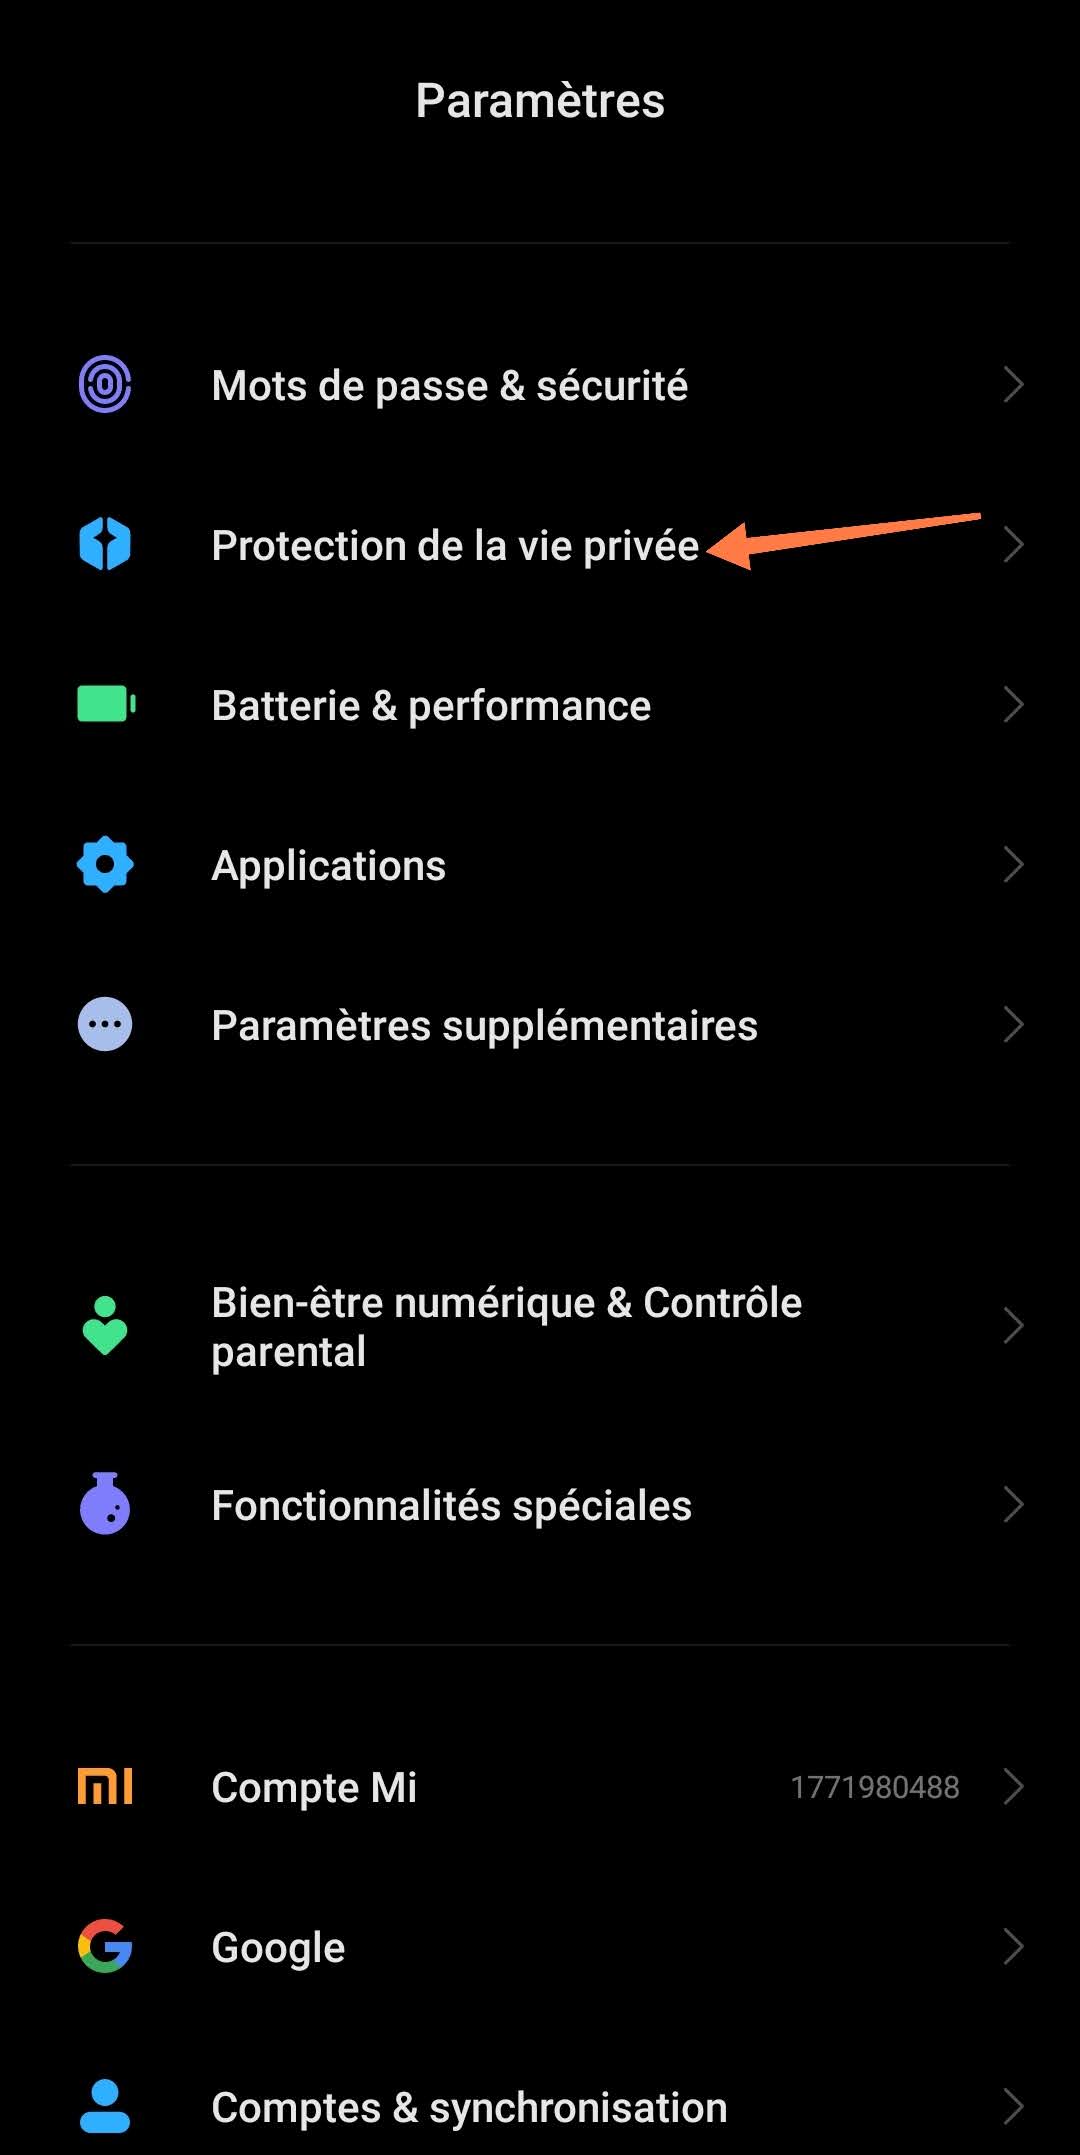 Paramètres
Mots de passe & sécurité
Protection de la vie privée
Batterie & performance
Applications
Paramètres supplémentaires
Bien-être numérique & Contrôle
parental
Fonctionnalités spéciales
Compte Mi 1771980488
Google
Comptes & synchronisation